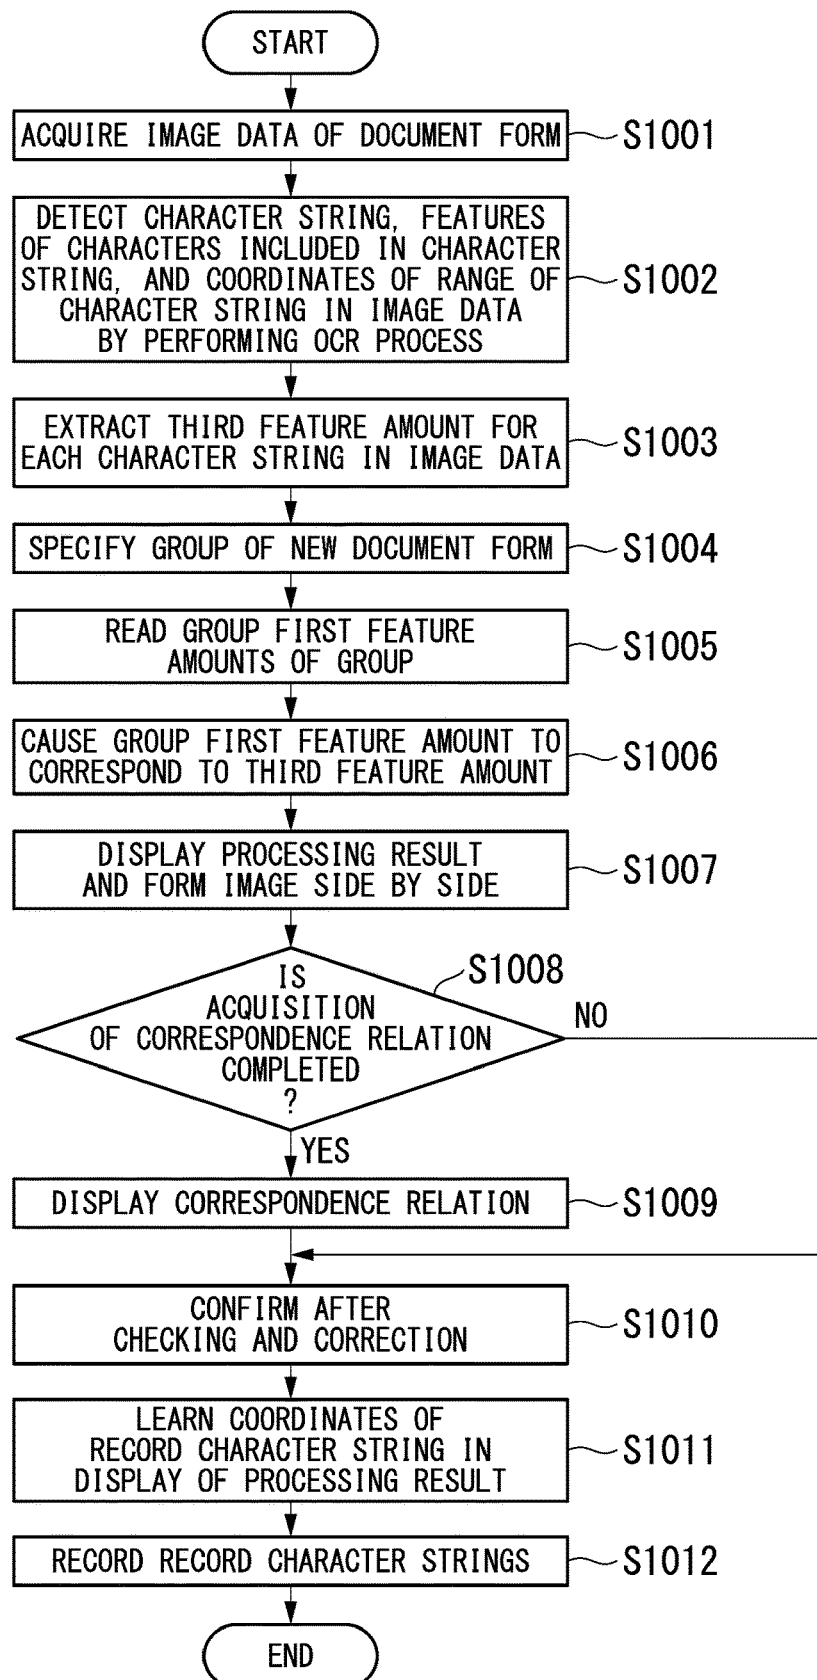 START
ACQUIRE IMAGE DATA OF DOCUMENT FORM
S1001
DETECT CHARACTER STRING, FEATURES
OF CHARACTERS INCLUDED IN CHARACTER
STRING, AND COORDINATES OF RANGE OF
CHARACTER STRING IN IMAGE DATA
BY PERFORMING OCR PROCESS
S1002
EXTRACT THIRD FEATURE AMOUNT FOR
EACH CHARACTER STRING IN IMAGE DATA
S1003
SPECIFY GROUP OF NEW DOCUMENT FORM
S1004
READ GROUP FIRST FEATURE
AMOUNTS OF GROUP
S1005
CAUSE GROUP FIRST FEATURE AMOUNT TO
CORRESPOND TO THIRD FEATURE AMOUNT
S1006
DISPLAY PROCESSING RESULT
AND FORM IMAGE SIDE BY SIDE
S1007
IS
ACQUISITION
OF CORRESPONDENCE RELATION
COMPLETED
?
S1008
NO
YES
DISPLAY CORRESPONDENCE RELATION
S1009
CONFIRM AFTER
CHECKING AND CORRECTION
S1010
LEARN COORDINATES OF
RECORD CHARACTER STRING IN
DISPLAY OF PROCESSING RESULT
S1011
RECORD RECORD CHARACTER STRINGS
S1012
END